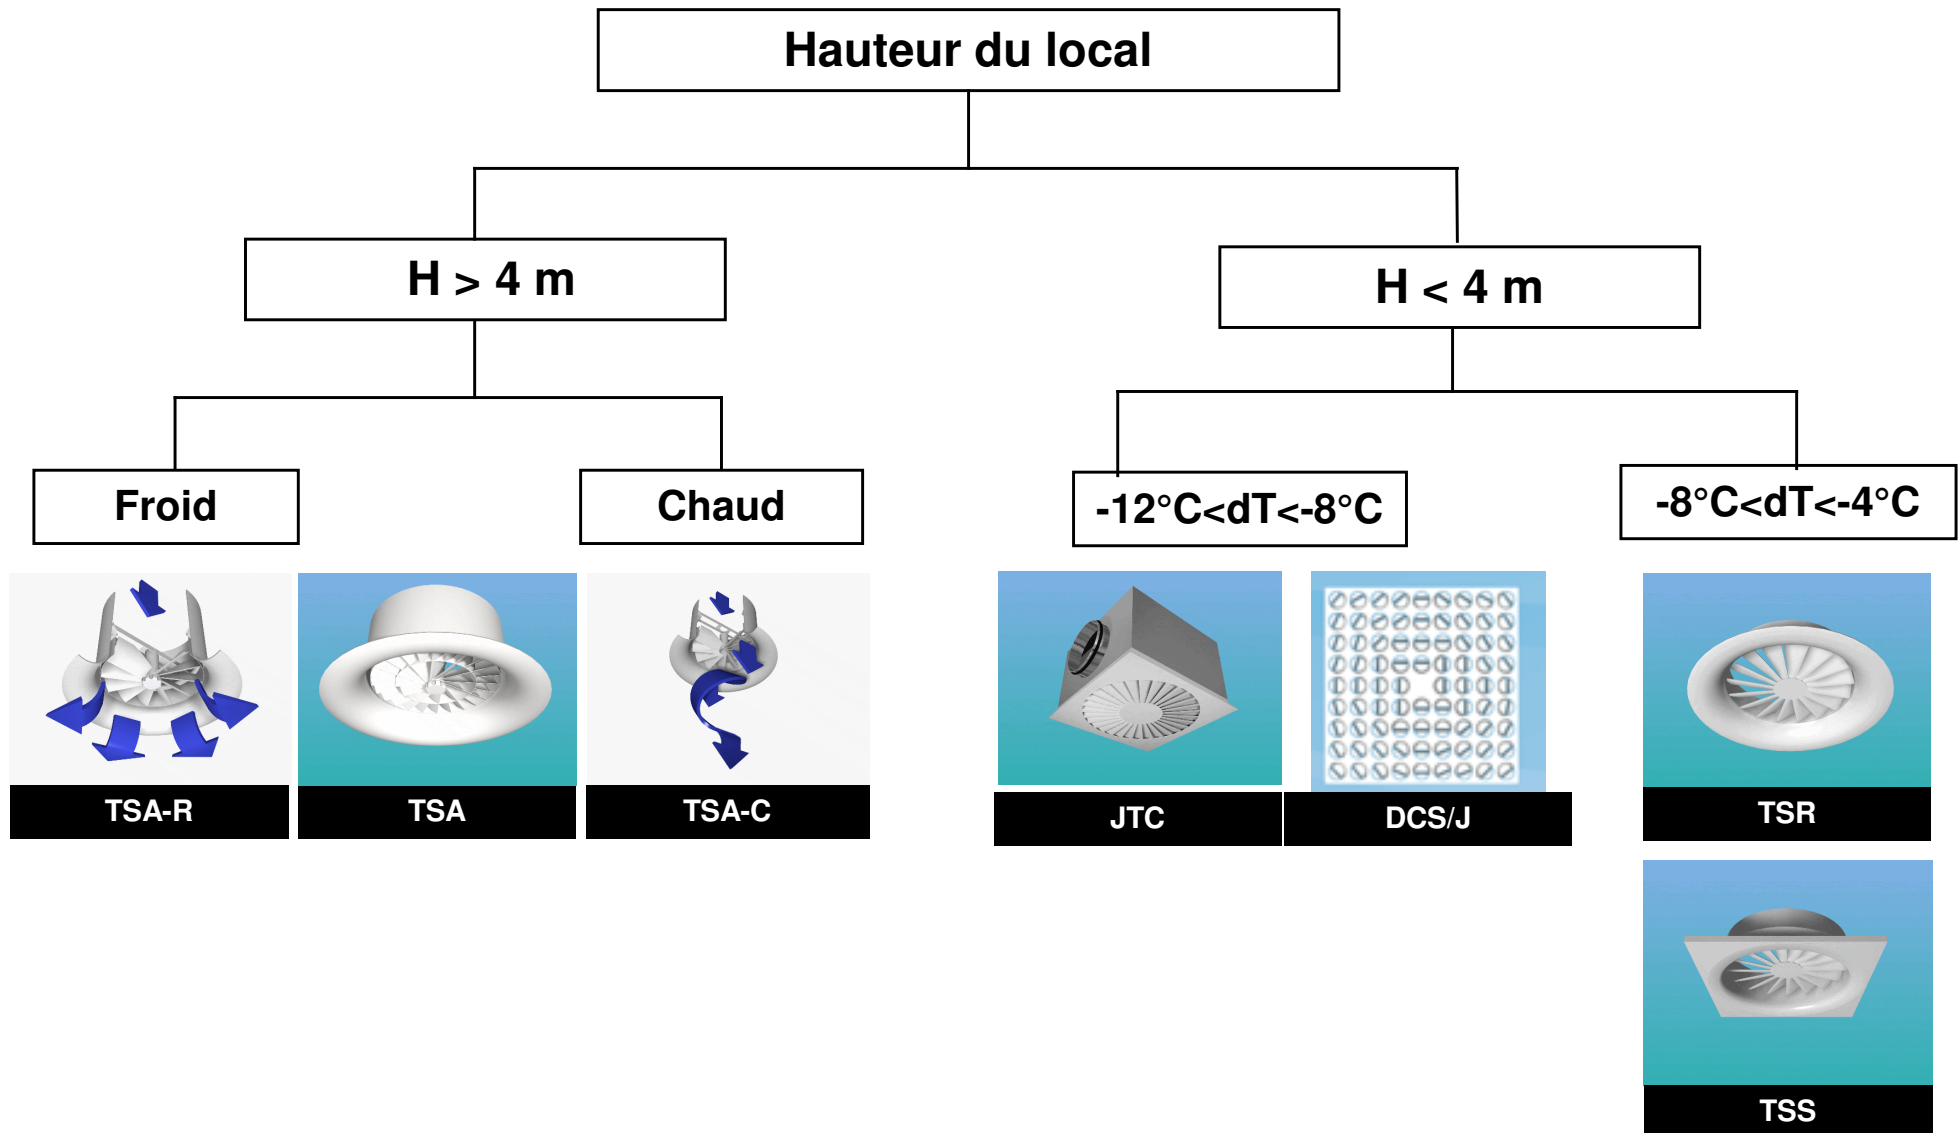 Hauteur du local
H > 4 m
H < 4 m
Froid
Chaud
-12°C<dT<-8°C
-8°C<dT<-4°C
TSA-R
TSA
TSA-C
JTC
DCS/J
TSR
TSS